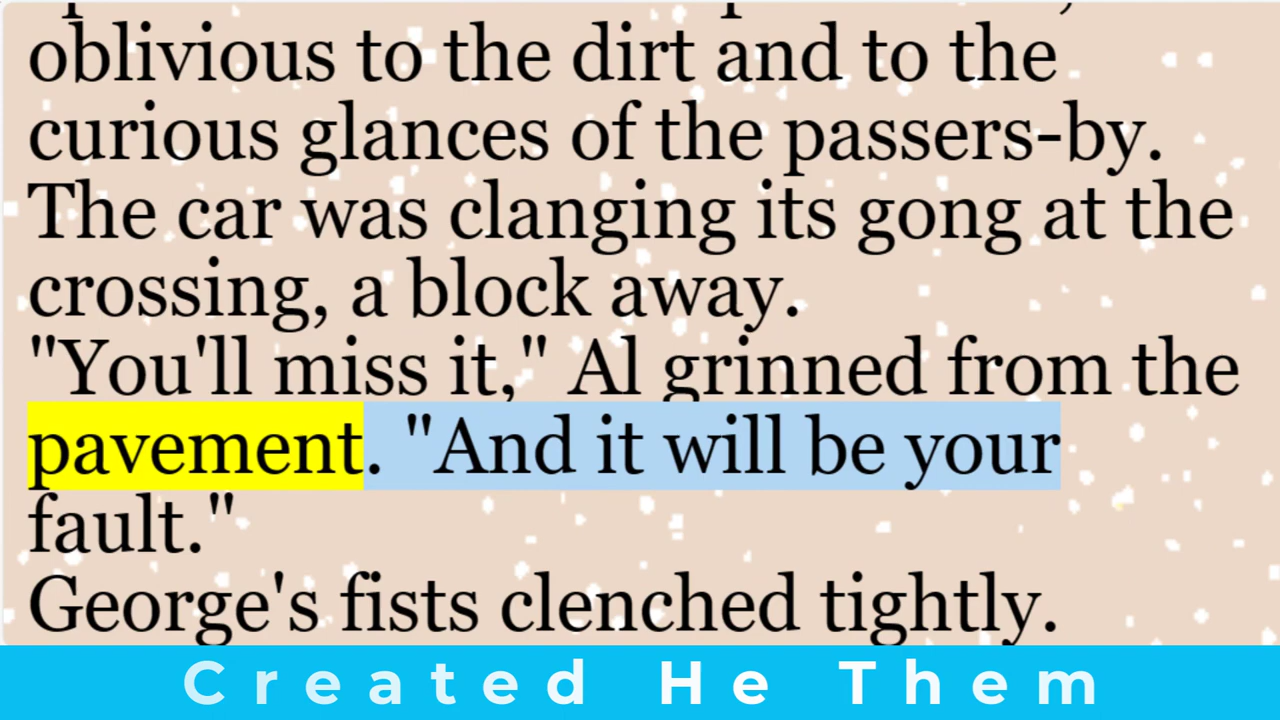 oblivious to the dirt and to the
curious glances of the passers-by.
The car was clanging its gong at the
crossing, a block away.
"You'll miss it," Al grinned from the
pavement. "And it will be your
fault."
George's fists clenched tightly.
Created He Them